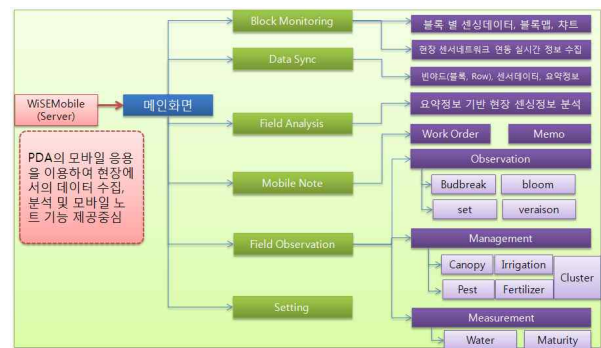 WiSEMobile
(Server)
메인화면
PDA의 모바일 응용
을 이용하여 현장에
서의 데이터 수집,
분석 및 모바일 노
트 기능 제공중심
Block Monitoring
블록 별 센싱데이터, 블록맵, 챠트
현장 센서네트워크 연동 실시간 정보 수집
Data Sync
빈야드(블록, Row), 센서데이터, 요약정보
Field Analysis
요약정보 기반 현장 센싱정보 분석
Mobile Note
Work Order
Memo
Field Observation
Observation
Budbreak
bloom
set
veraison
Management
Canopy
Irrigation
Cluster
Pest
Fertilizer
Measurement
Water
Maturity
Setting